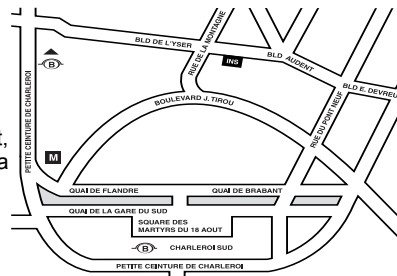 BLD DE L'YSER
RUE DE LA MONTAGNE
INS
BLD AUDENT
BLD E. DEVREU
B
PETITE CEINTURE DE CHARLEROI
BOULEVARD J. TIROU
RUE DU PONT NEUF
t,
M
a
QUAI DE FLANDRE
QUAI DE BRABANT
QUAI DE LA GARE DU SUD
SQUARE DES
MARTYRS DU 18 AOUT
B
CHARLEROI SUD
PETITE CEINTURE DE CHARLEROI